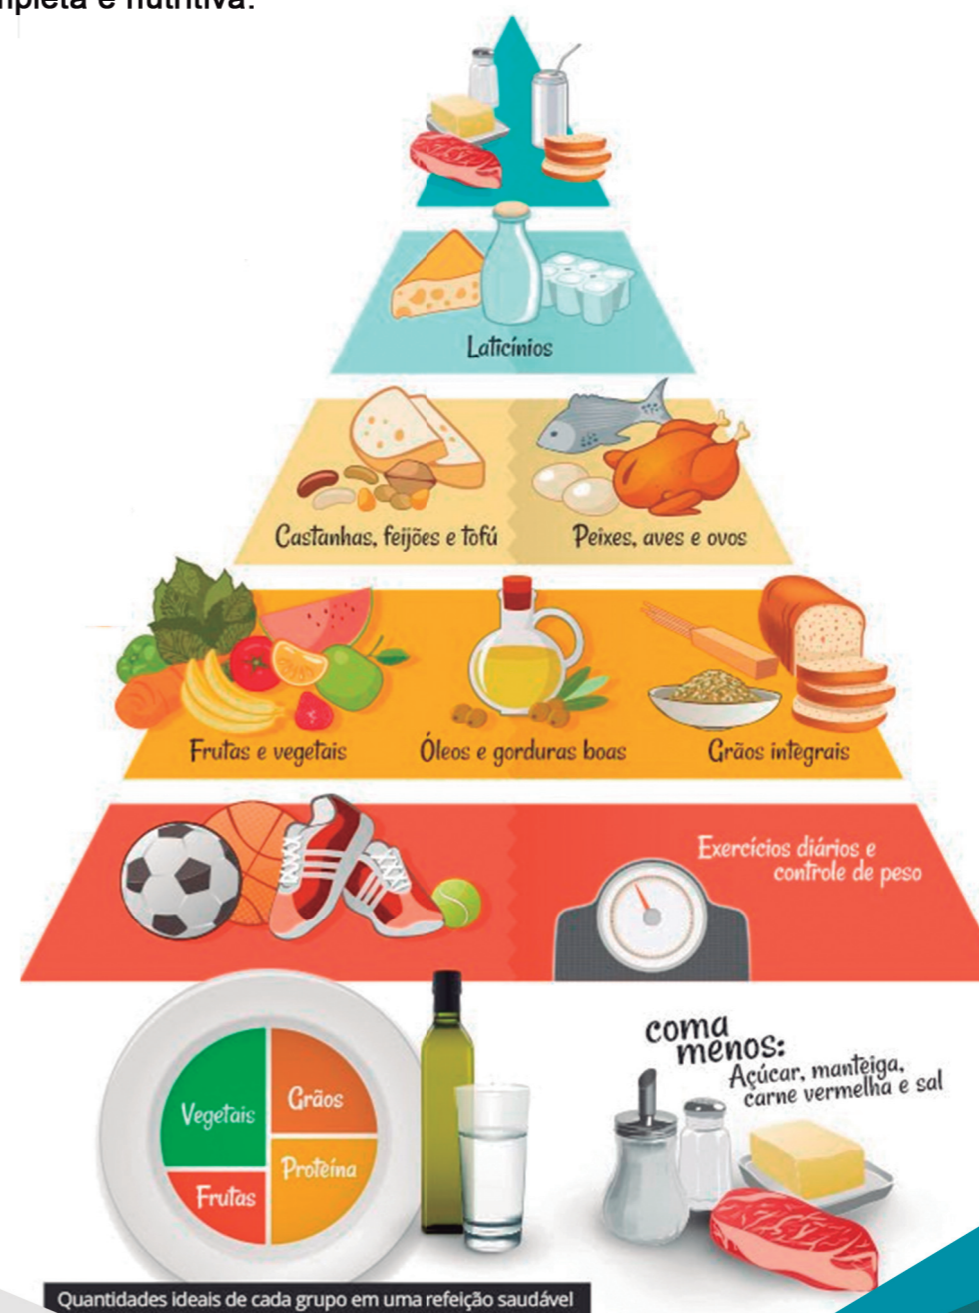 e nutritiva.
Laticínios
Castanhas, feijões e tofú
Peixes, aves e ovos
Frutas e vegetais
Óleos e gorduras boas
Grãos integrais
Exercícios diários e
controle de peso
Vegetais
Grãos
Frutas
Proteína
coma
menos:
Açúcar, manteiga,
carne vermelha e sal
Quantidades ideais de cada grupo em uma refeição saudável